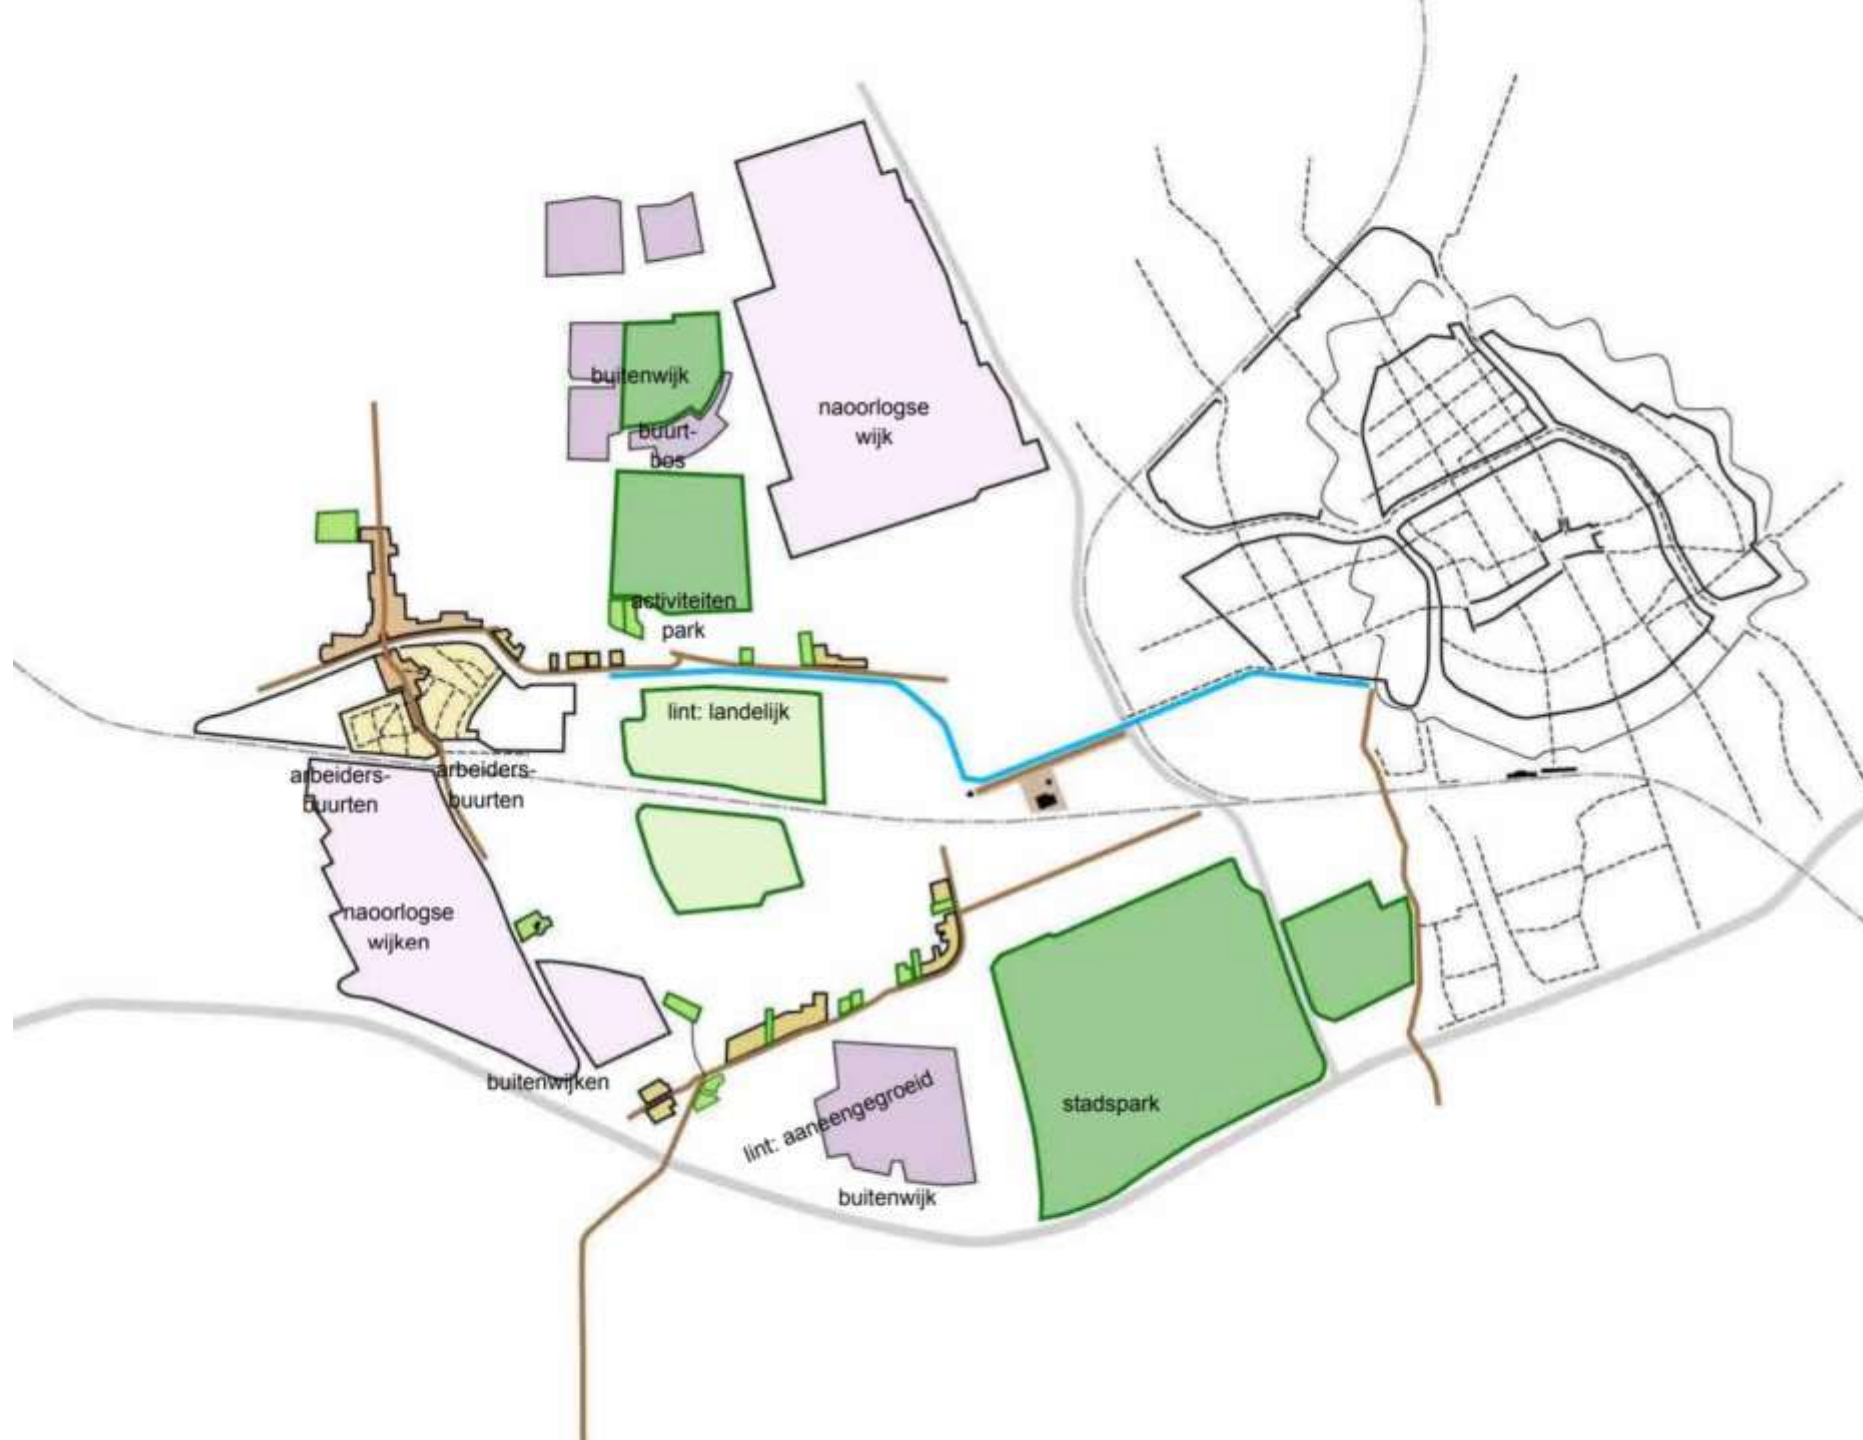 buitenwijk
naoorlogse
wijk
buurt-
bos
activiteiten
park
lint: landelijk
arbeiders-
buurten
arbeiders-
buurten
naoorlogse
wijken
buitenwijken
lint: aaneengegroeid
stadspark
buitenwijk